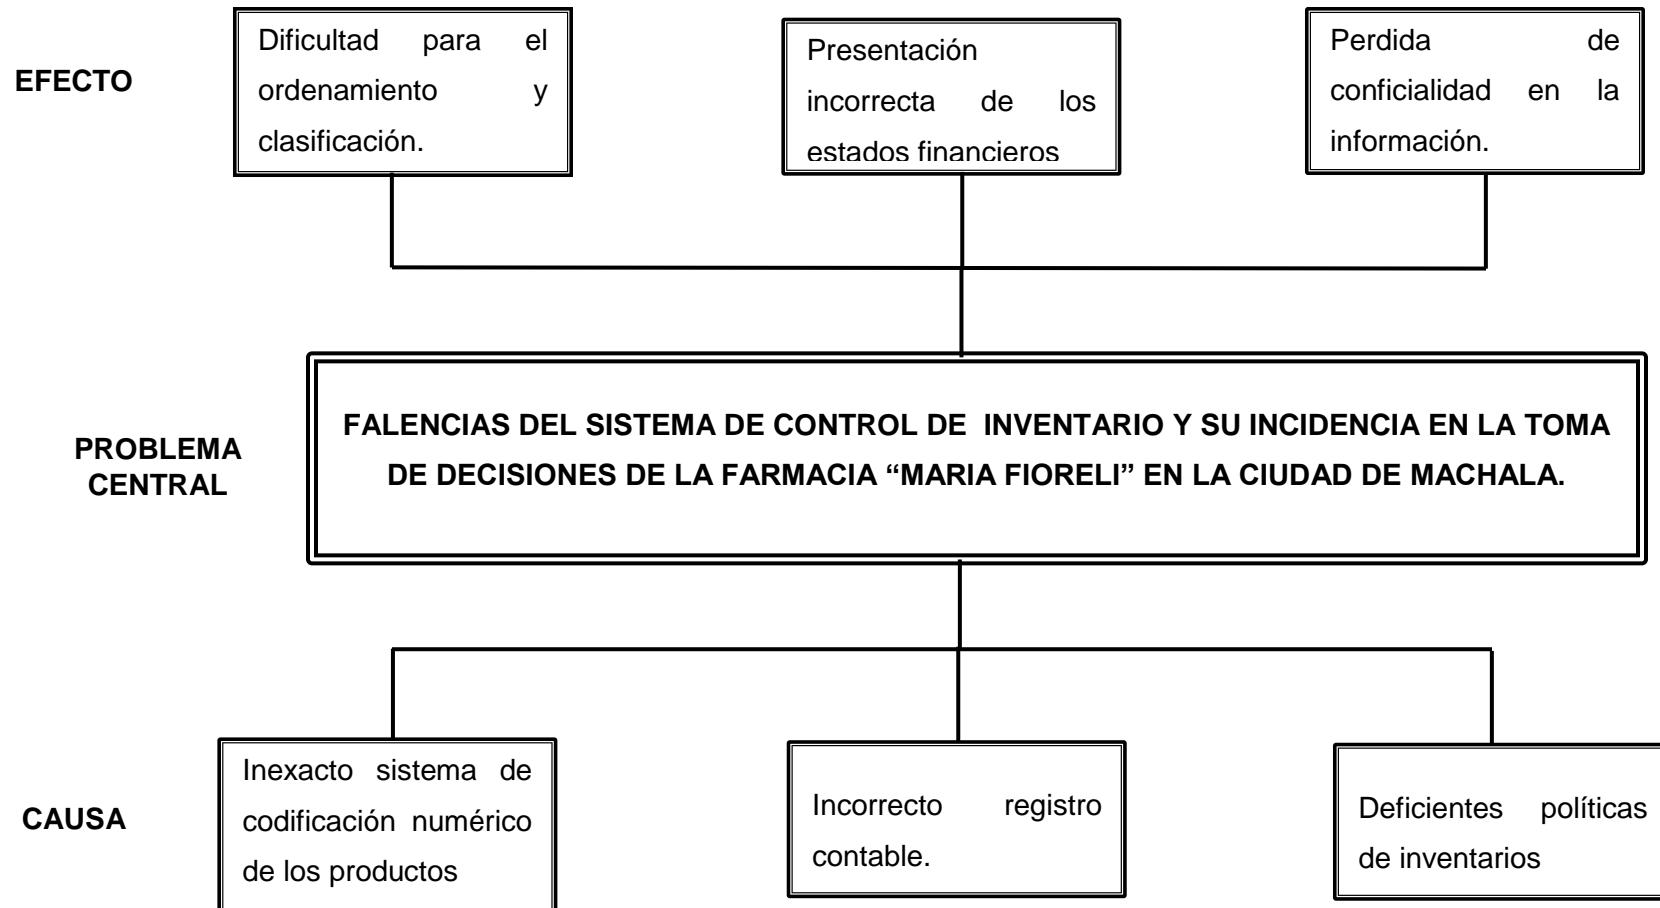 EFECTO
Dificultad para el
ordenamiento y
clasificación.
Presentación
incorrecta de los
estados financieros
Perdida de
conficialidad en la
información.
PROBLEMA
CENTRAL
FALENCIAS DEL SISTEMA DE CONTROL DE INVENTARIO Y SU INCIDENCIA EN LA TOMA
DE DECISIONES DE LA FARMACIA “MARIA FIORELI” EN LA CIUDAD DE MACHALA.
CAUSA
Inexacto sistema de
codificación numérico
de los productos
Incorrecto registro
contable.
Deficientes políticas
de inventarios